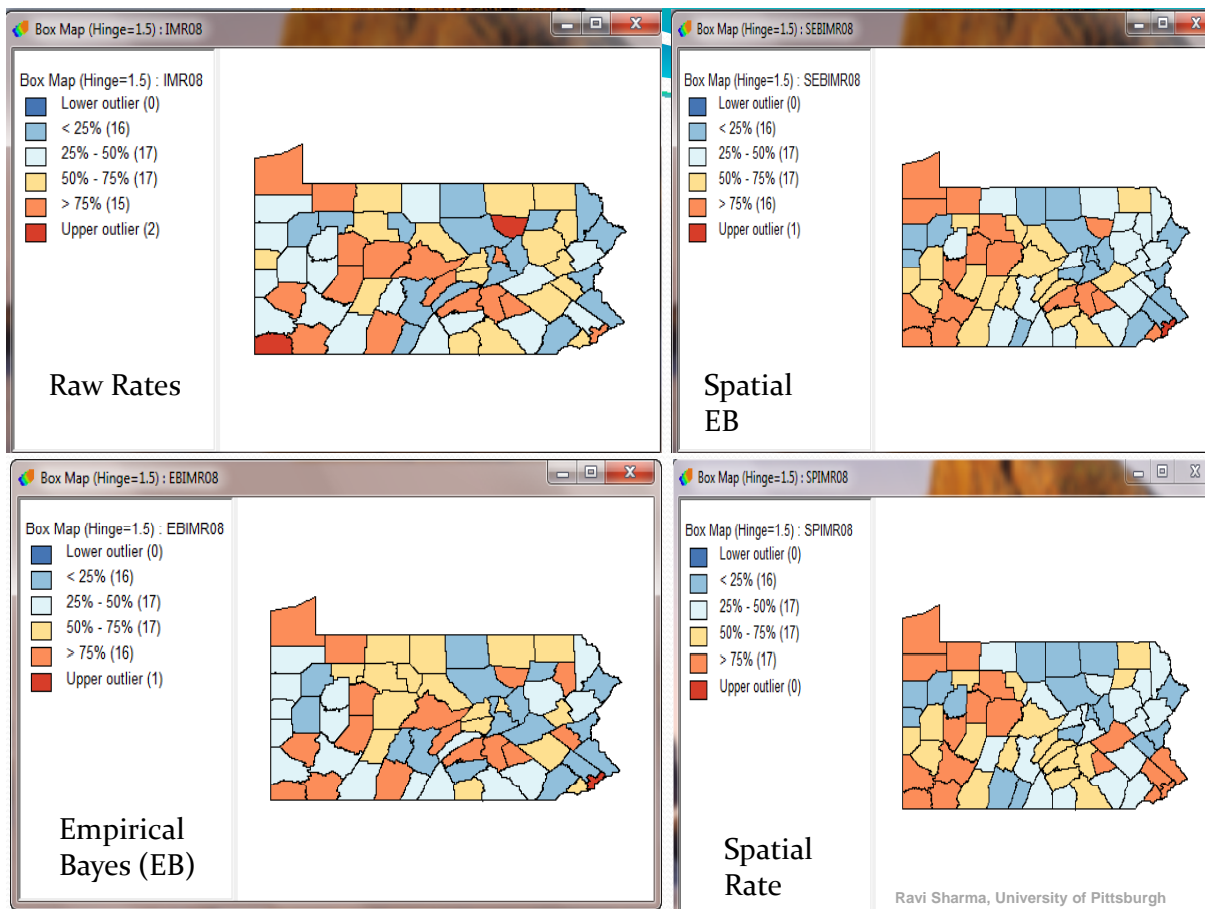 Box Map (Hinge=1.5) : IMR08
Box Map (Hinge=1.5) : IMR08
Lower outlier (0)
< 25% (16)
25% - 50% (17)
50% - 75% (17)
> 75% (15)
Upper outlier (2)
Raw Rates
Box Map (Hinge=1.5) : SEBIMR08
Box Map (Hinge=1.5) : SEBIMR08
Lower outlier (0)
< 25% (16)
25% - 50% (17)
50% - 75% (17)
> 75% (16)
Upper outlier (1)
Spatial
EB
Box Map (Hinge=1.5) : EBIMR08
Box Map (Hinge=1.5) : EBIMR08
Lower outlier (0)
< 25% (16)
25% - 50% (17)
50% - 75% (17)
> 75% (16)
Upper outlier (1)
Empirical
Bayes (EB)
Box Map (Hinge=1.5) : SPIMR08
Box Map (Hinge=1.5) : SPIMR08
Lower outlier (0)
< 25% (16)
25% - 50% (17)
50% - 75% (17)
> 75% (17)
Upper outlier (0)
Spatial
Rate
Ravi Sharma, University of Pittsburgh